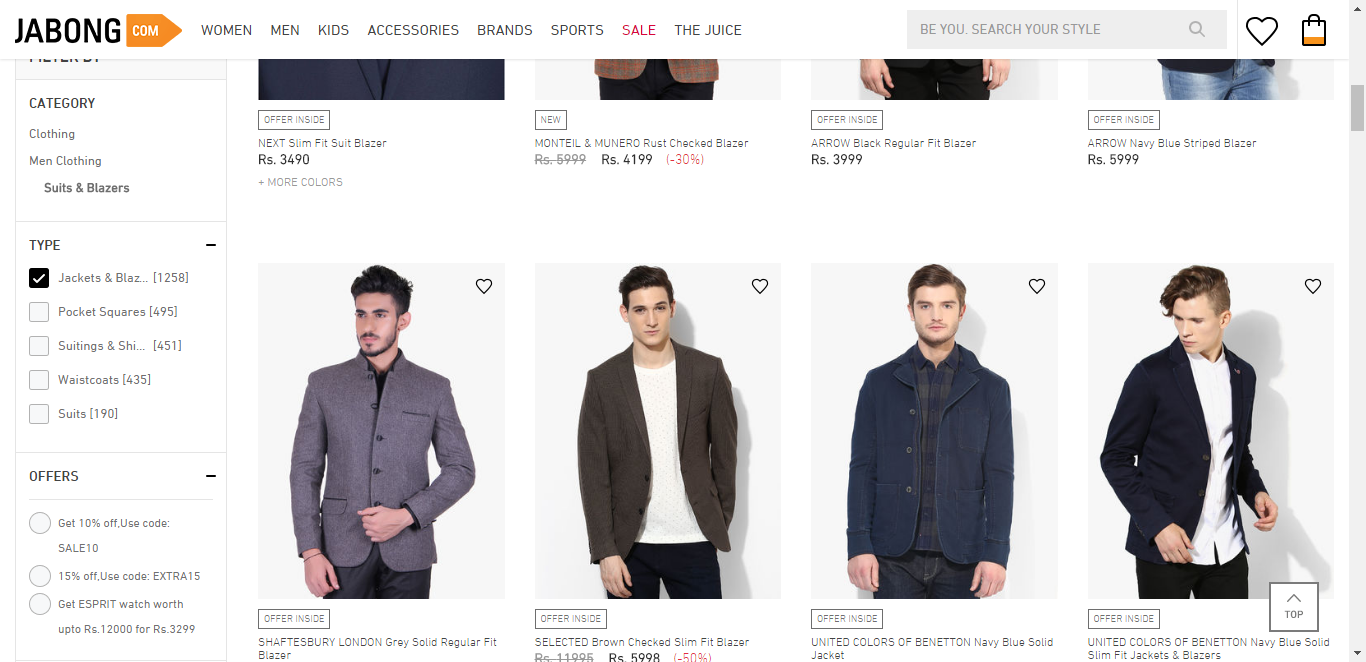 JABONG COM
WOMEN MEN KIDS ACCESSORIES BRANDS SPORTS SALE THE JUICE
BE YOU. SEARCH YOUR STYLE
FILTER BY
CATEGORY
Clothing
Men Clothing
Suits & Blazers
TYPE
Jackets & Blaz... [1258]
Pocket Squares [495]
Suitings & Shi... [451]
Waistcoats [435]
Suits [190]
OFFERS
Get 10% off,Use code:
SALE10
15% off,Use code: EXTRA15
Get ESPRIT watch worth
upto Rs.12000 for Rs.3299
OFFER INSIDE
NEXT Slim Fit Suit Blazer
Rs. 3490
+ MORE COLORS
NEW
MONTEIL & MUNERO Rust Checked Blazer
Rs. 5999 Rs. 4199 (-30%)
OFFER INSIDE
ARROW Black Regular Fit Blazer
Rs. 3999
OFFER INSIDE
ARROW Navy Blue Striped Blazer
Rs. 5999
OFFER INSIDE
SHAFTESBURY LONDON Grey Solid Regular Fit
Blazer
OFFER INSIDE
SELECTED Brown Checked Slim Fit Blazer
Rs. 11995 Rs. 5998 (-50%)
OFFER INSIDE
UNITED COLORS OF BENETTON Navy Blue Solid
Jacket
OFFER INSIDE
UNITED COLORS OF BENETTON Navy Blue Solid
Slim Fit Jackets & Blazers
TOP